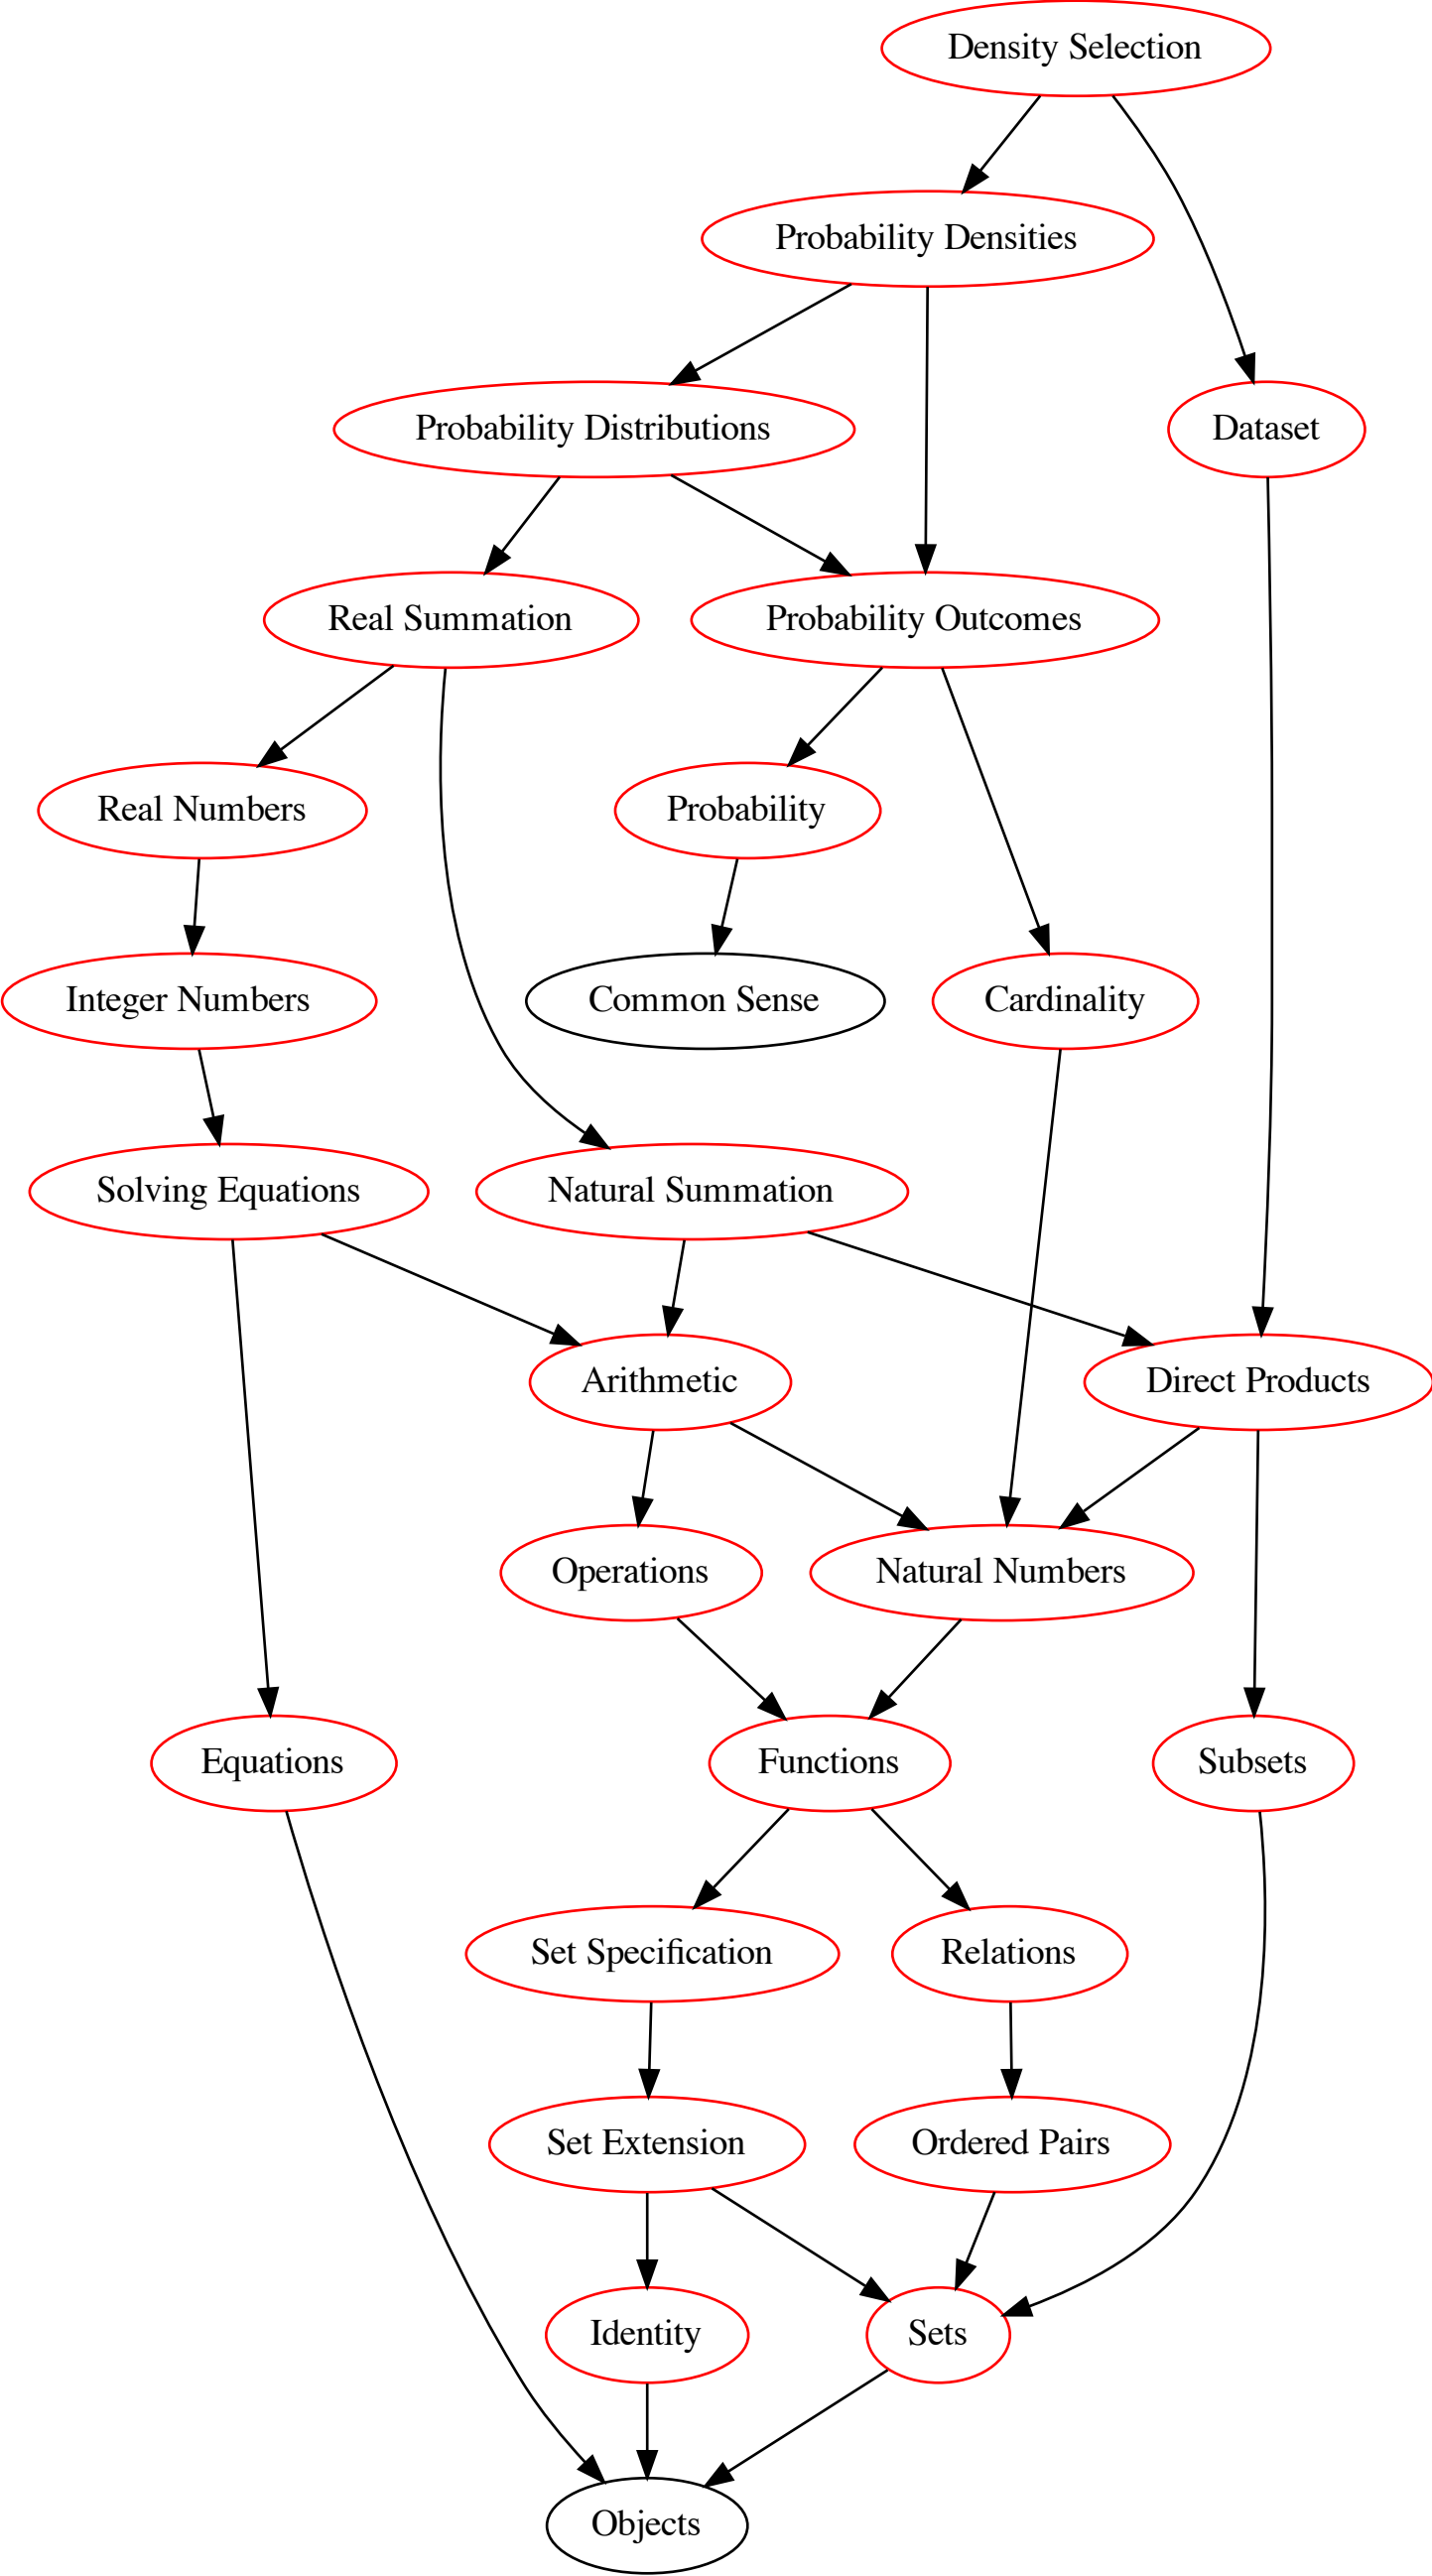 Density Selection
Probability Densities
Probability Distributions
Dataset
Real Summation
Probability Outcomes
Real Numbers
Probability
Integer Numbers
Common Sense
Cardinality
Solving Equations
Natural Summation
Arithmetic
Direct Products
Operations
Natural Numbers
Equations
Functions
Subsets
Set Specification
Relations
Set Extension
Ordered Pairs
Identity
Sets
Objects